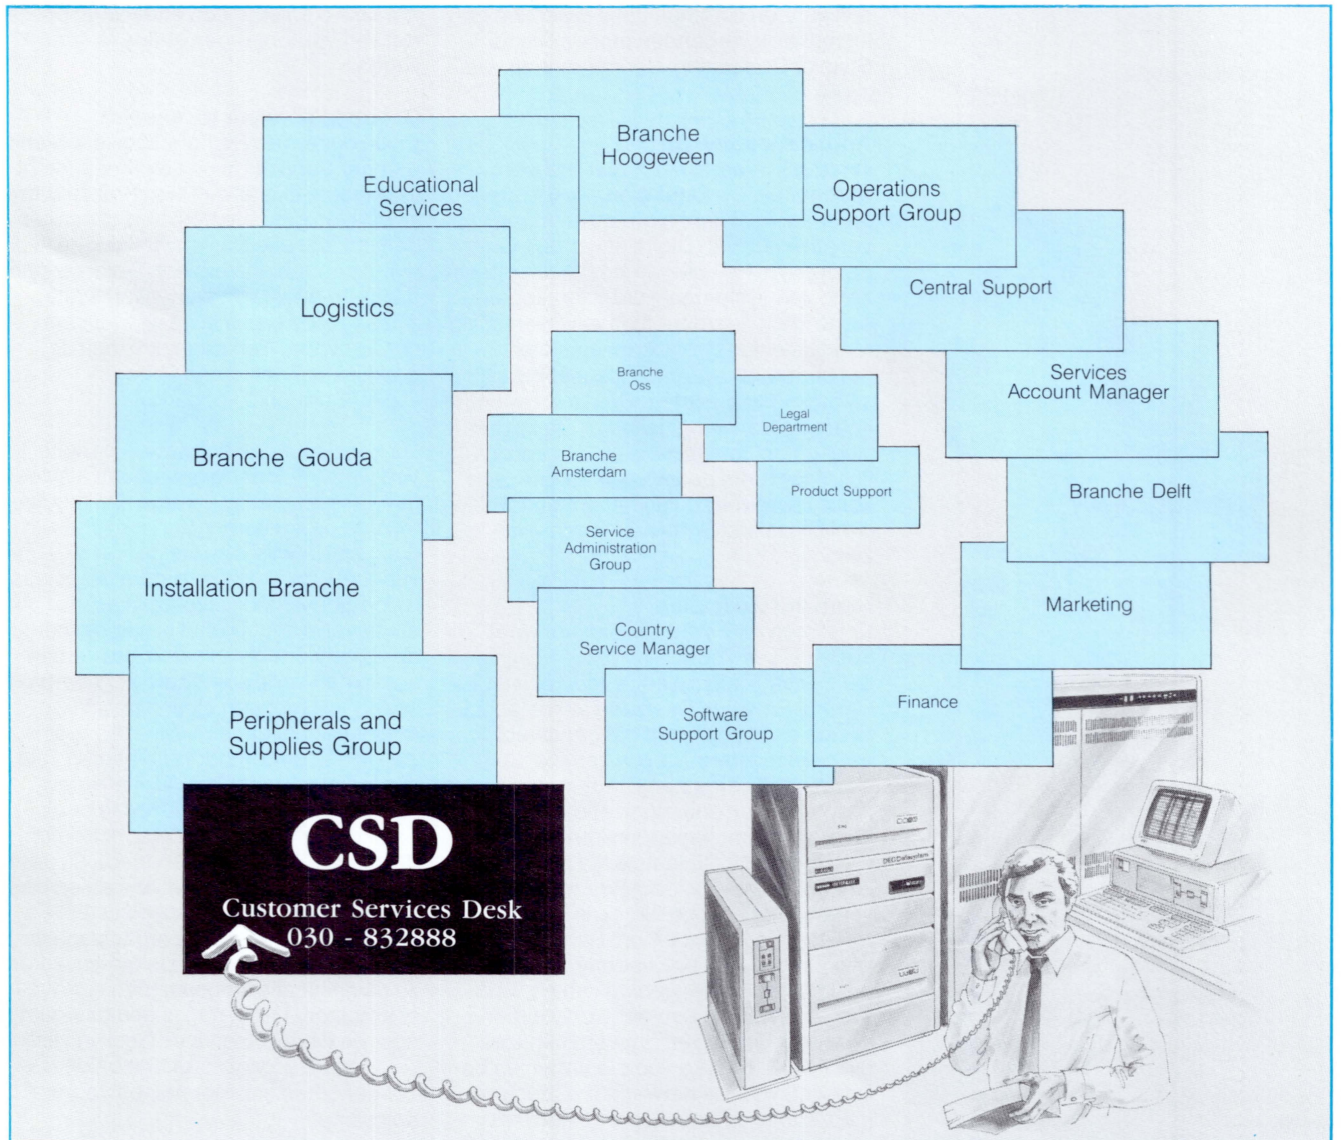 Branche
Hoogeveen
Educational
Services
Operations
Support Group
Logistics
Central Support
Branche
Oss
Services
Account Manager
Legal
Department
Branche Gouda
Branche
Amsterdam
Product Support
Branche Delft
Service
Administration
Group
Installation Branche
Marketing
Country
Service Manager
Peripherals and
Supplies Group
Software
Support Group
Finance
CSD
Customer Services Desk
030 - 832888
DECDatasystem